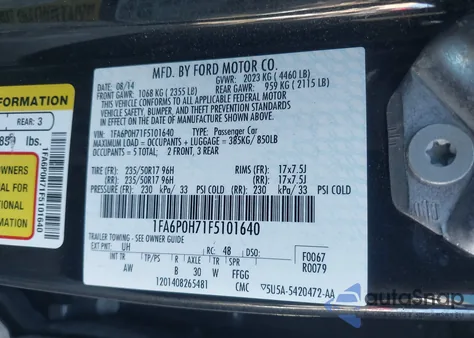 MFD. BY FORD MOTOR CO.
08/14 GVWR: 2023 KG ( 4460 LB)
FRONT GAWR: 1068 KG ( 2355 LB) REAR GAWR: 959 KG ( 2115 LB)
THIS VEHICLE CONFORMS TO ALL APPLICABLE FEDERAL MOTOR
VEHICLE SAFETY, BUMPER, AND THEFT PREVENTION STANDARDS
IN EFFECT ON THE DATE OF MANUFACTURE SHOWN ABOVE.
VIN: 1FA6P0H71F5101640 TYPE: Passenger Car
MAXIMUM LOAD = OCCUPANTS + LUGGAGE = 385KG/850LB
OCCUPANTS = 5 TOTAL: 2 FRONT, 3 REAR
TIRE (FR): 235/50R17 96H RIMS (FR): 17x7.5J
TIRE (RR): 235/50R17 96H RIMS (RR): 17x7.5J
PRESSURE (FR): 230 kPa/ 33 PSI COLD (RR): 230 kPa/ 33 PSI COLD
1FA6P0H71F5101640
TRAILER TOWING - SEE OWNER GUIDE
EXT PNT: UH RC: 48 DSO: F0067
INT TR TP/PS R AX TR SPR R0079
AW B 30 W FFGG
1201408265481 CMC ▽5U5A-5420472-AA
FORMATION
REAR: 3
lbs.
OWNERS
1FA6P0H71F5101640
autoSnap